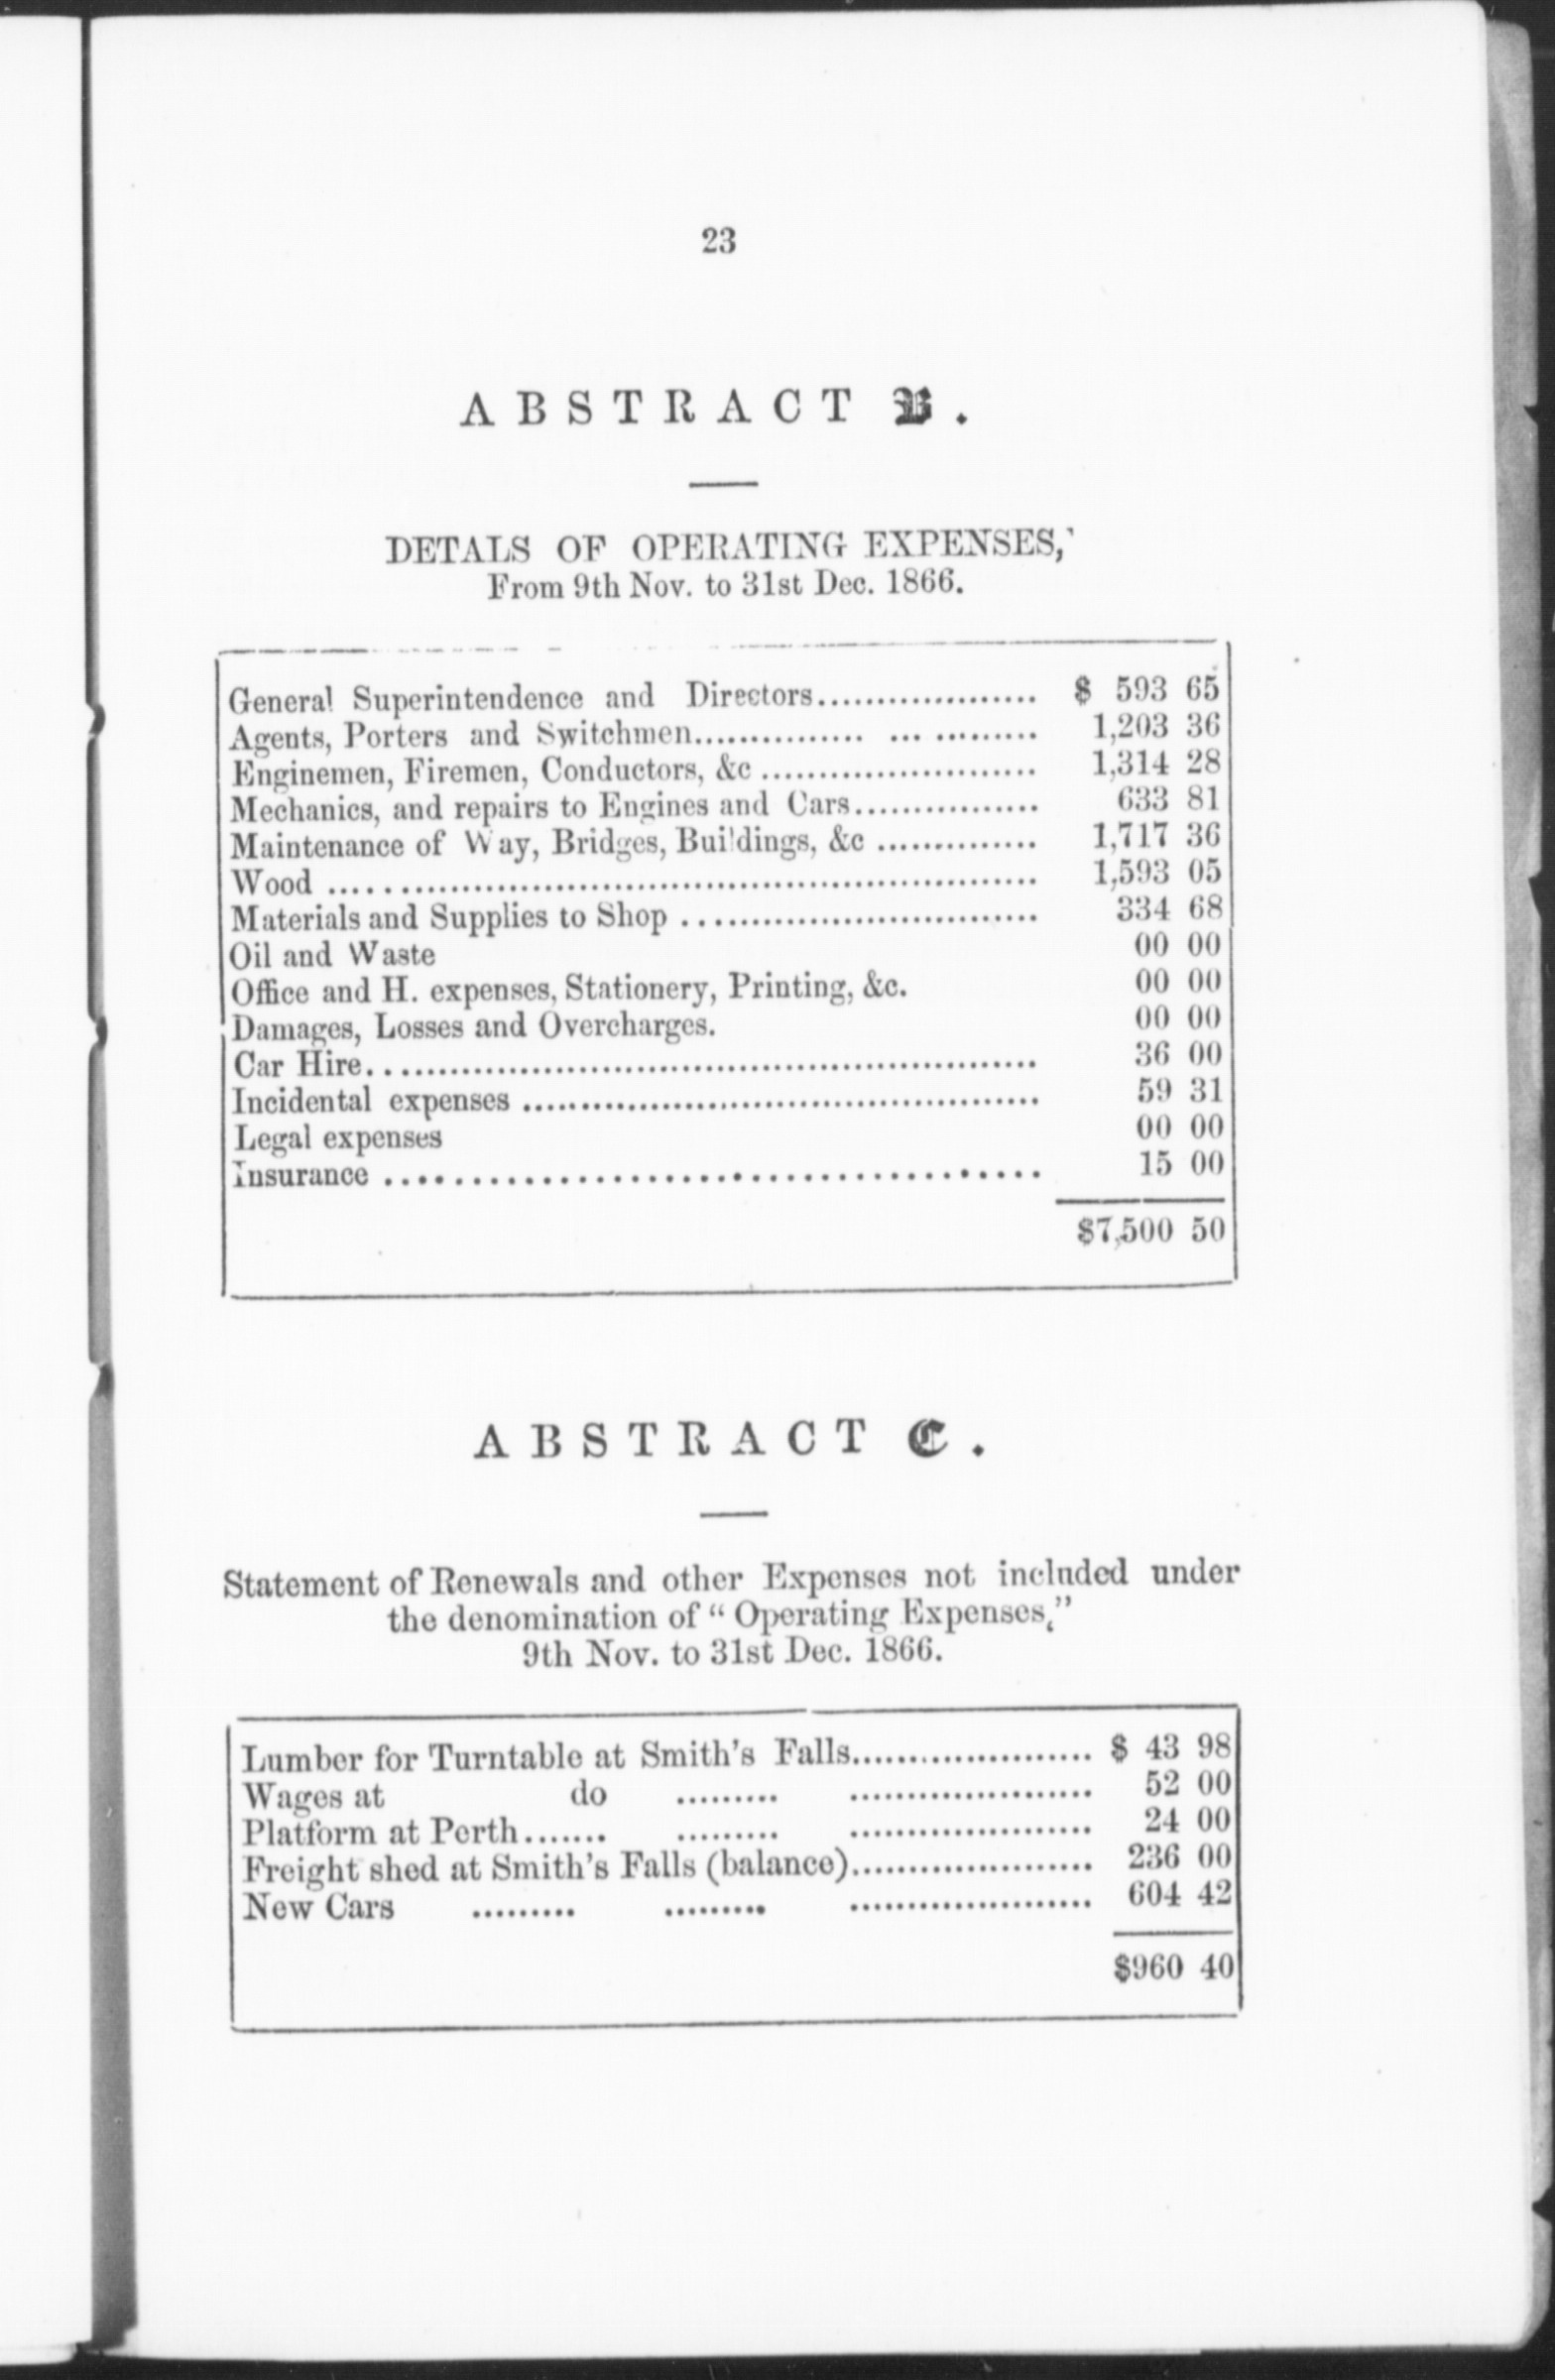 23
ABSTRACT B.
DETALS OF OPERATING EXPENSES,'
From 9th Nov. to 31st Dec. 1866.
General Superintendence and Directors................... $ 593 65
Agents, Porters and Switchmen............... ... ......... 1,203 36
Enginemen, Firemen, Conductors, &c ........................ 1,314 28
Mechanics, and repairs to Engines and Cars................ 633 81
Maintenance of Way, Bridges, Buildings, &c .............. 1,717 36
Wood ............................................................. 1,593 05
Materials and Supplies to Shop ............................... 334 68
Oil and Waste 00 00
Office and H. expenses, Stationery, Printing, &c. 00 00
Damages, Losses and Overcharges. 00 00
Car Hire.......................................................... 36 00
Incidental expenses ............................................. 59 31
Legal expenses 00 00
Insurance ...................................... 15 00
$7,500 50
ABSTRACT C.
Statement of Renewals and other Expenses not included under
the denomination of “ Operating Expenses,”
9th Nov. to 31st Dec. 1866.
Lumber for Turntable at Smith's Falls..................... $ 43 98
Wages at do ......... ..................... 52 00
Platform at Perth....... ......... ..................... 24 00
Freight shed at Smith's Falls (balance)..................... 236 00
New Cars ......... ......... ..................... 604 42
$960 40